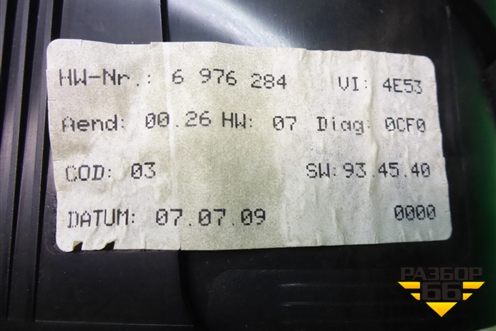 HW-Nr.: 6 976 284 VI: 4E53
Aend: 00.26 HW: 07 Diag: 0CF0
COD: 03 SW: 93.45.40
DATUM: 07.07.09 0000
РАЗБОР
66